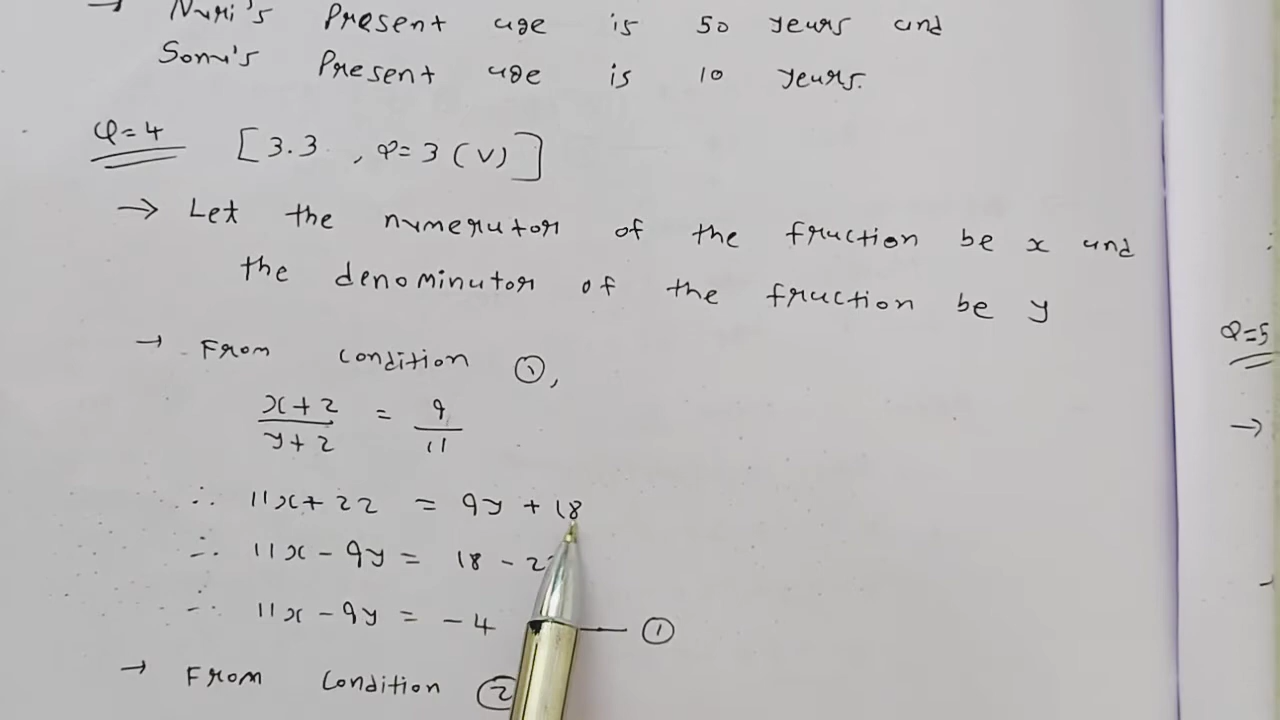 → Nuri's Present age is 50 years and
Sonu's Present age is 10 years.
Q=4 [3.3, Q=3 (V)]
→ Let the numerator of the fraction be x and
the denominator of the fraction be y
→ From condition ①,
x+2 / y+2 = 9 / 11
∴ 11x+22 = 9y+18
∴ 11x-9y = 18-2
∴ 11x-9y = -4 — ①
→ From condition ②
Q=5
→